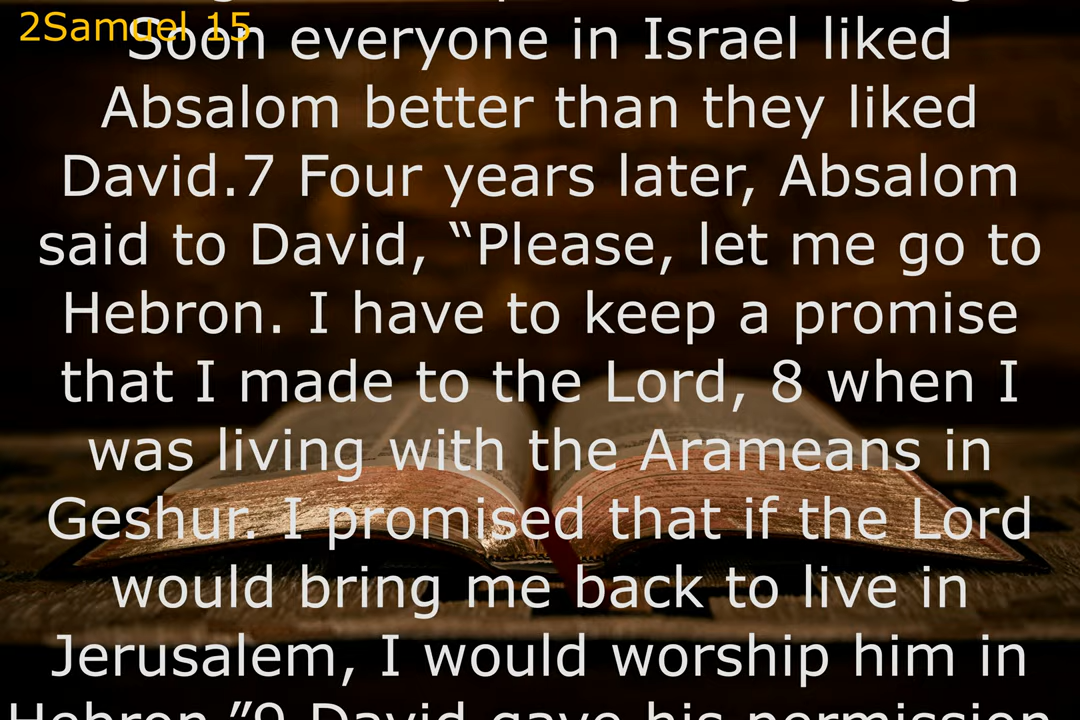 2Samuel 15
Soon everyone in Israel liked
Absalom better than they liked
David.7 Four years later, Absalom
said to David, “Please, let me go to
Hebron. I have to keep a promise
that I made to the Lord, 8 when I
was living with the Arameans in
Geshur. I promised that if the Lord
would bring me back to live in
Jerusalem, I would worship him in
Hebron.”9 David gave his permission